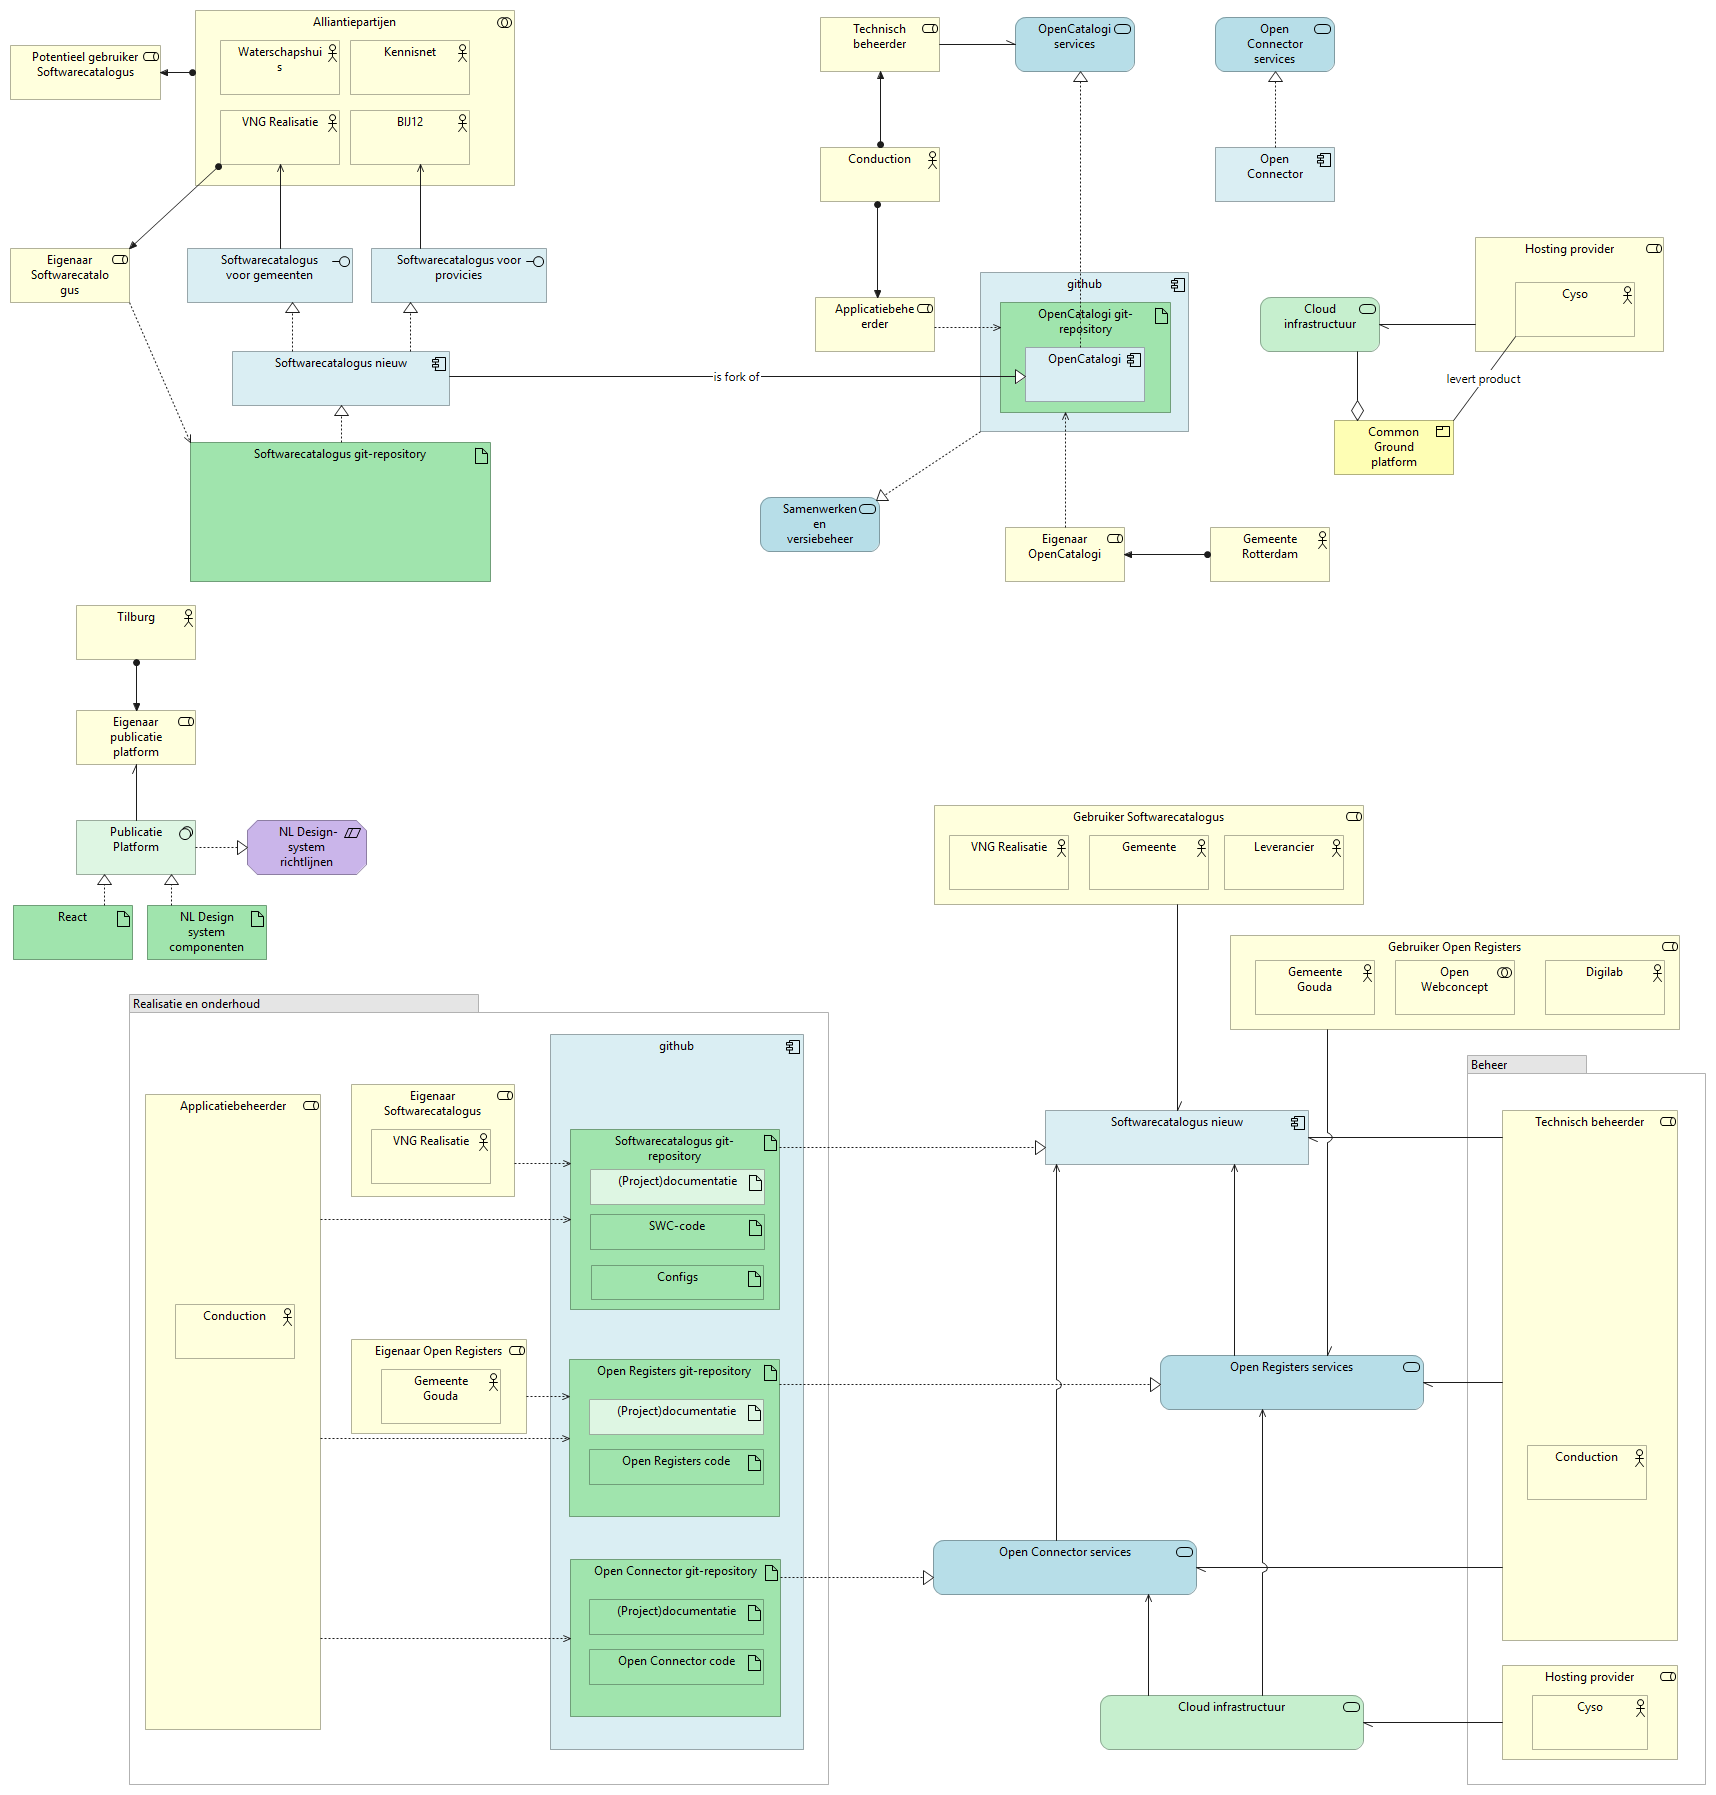 Alliantiepartijen
Potentieel gebruiker
Softwarecatalogus
Waterschapshui
s
Kennisnet
VNG Realisatie
BIJ12
Eigenaar
Softwarecatalo
gus
Softwarecatalogus
voor gemeenten
Softwarecatalogus voor
provicies
Softwarecatalogus nieuw
Softwarecatalogus git-repository
is fork of
Technisch
beheerder
OpenCatalogi
services
Open
Connector
services
Conduction
Open
Connector
Applicatiebehe
erder
github
OpenCatalogi git-
repository
OpenCatalogi
Samenwerken
en
versiebeheer
Eigenaar
OpenCatalogi
Gemeente
Rotterdam
Hosting provider
Cyso
Cloud
infrastructuur
levert product
Common
Ground
platform
Tilburg
Eigenaar
publicatie
platform
Publicatie
Platform
NL Design-
system
richtlijnen
React
NL Design
system
componenten
Gebruiker Softwarecatalogus
VNG Realisatie
Gemeente
Leverancier
Gebruiker Open Registers
Gemeente
Gouda
Open
Webconcept
Digilab
Realisatie en onderhoud
github
Applicatiebeheerder
Conduction
Eigenaar
Softwarecatalogus
VNG Realisatie
Softwarecatalogus git-
repository
(Project)documentatie
SWC-code
Configs
Eigenaar Open Registers
Gemeente
Gouda
Open Registers git-repository
(Project)documentatie
Open Registers code
Open Connector git-repository
(Project)documentatie
Open Connector code
Softwarecatalogus nieuw
Open Registers services
Open Connector services
Cloud infrastructuur
Beheer
Technisch beheerder
Conduction
Hosting provider
Cyso